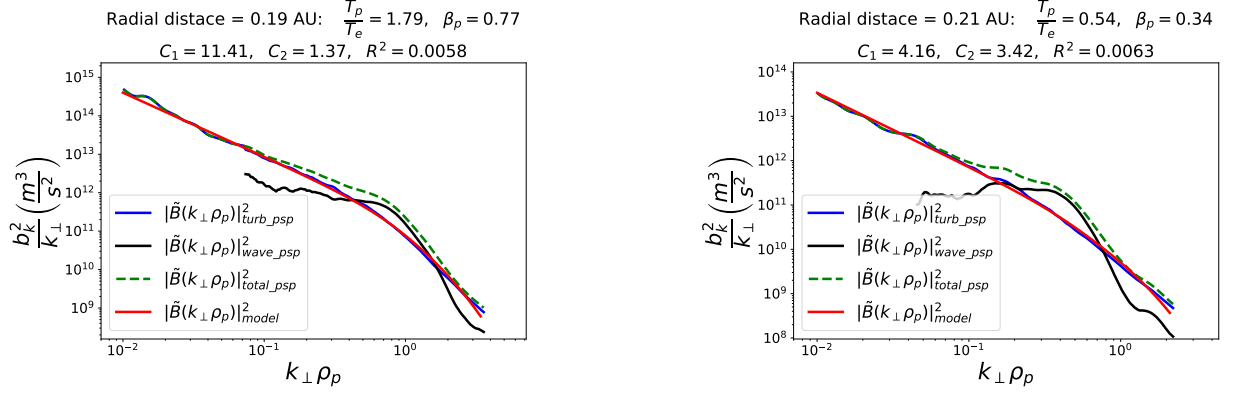 Radial distace = 0.19 AU: T_p/T_e = 1.79, β_p = 0.77
C_1 = 11.41, C_2 = 1.37, R^2 = 0.0058
10^15
10^14
10^13
10^12
10^11
10^10
10^9
b_k^2/k_⊥ (m^3/s^2)
|B̃(k_⊥ρ_p)|^2_turb_psp
|B̃(k_⊥ρ_p)|^2_wave_psp
|B̃(k_⊥ρ_p)|^2_total_psp
|B̃(k_⊥ρ_p)|^2_model
10^−2 10^−1 10^0
k_⊥ρ_p
Radial distace = 0.21 AU: T_p/T_e = 0.54, β_p = 0.34
C_1 = 4.16, C_2 = 3.42, R^2 = 0.0063
10^14
10^13
10^12
10^11
10^10
10^9
10^8
b_k^2/k_⊥ (m^3/s^2)
|B̃(k_⊥ρ_p)|^2_turb_psp
|B̃(k_⊥ρ_p)|^2_wave_psp
|B̃(k_⊥ρ_p)|^2_total_psp
|B̃(k_⊥ρ_p)|^2_model
10^−2 10^−1 10^0
k_⊥ρ_p